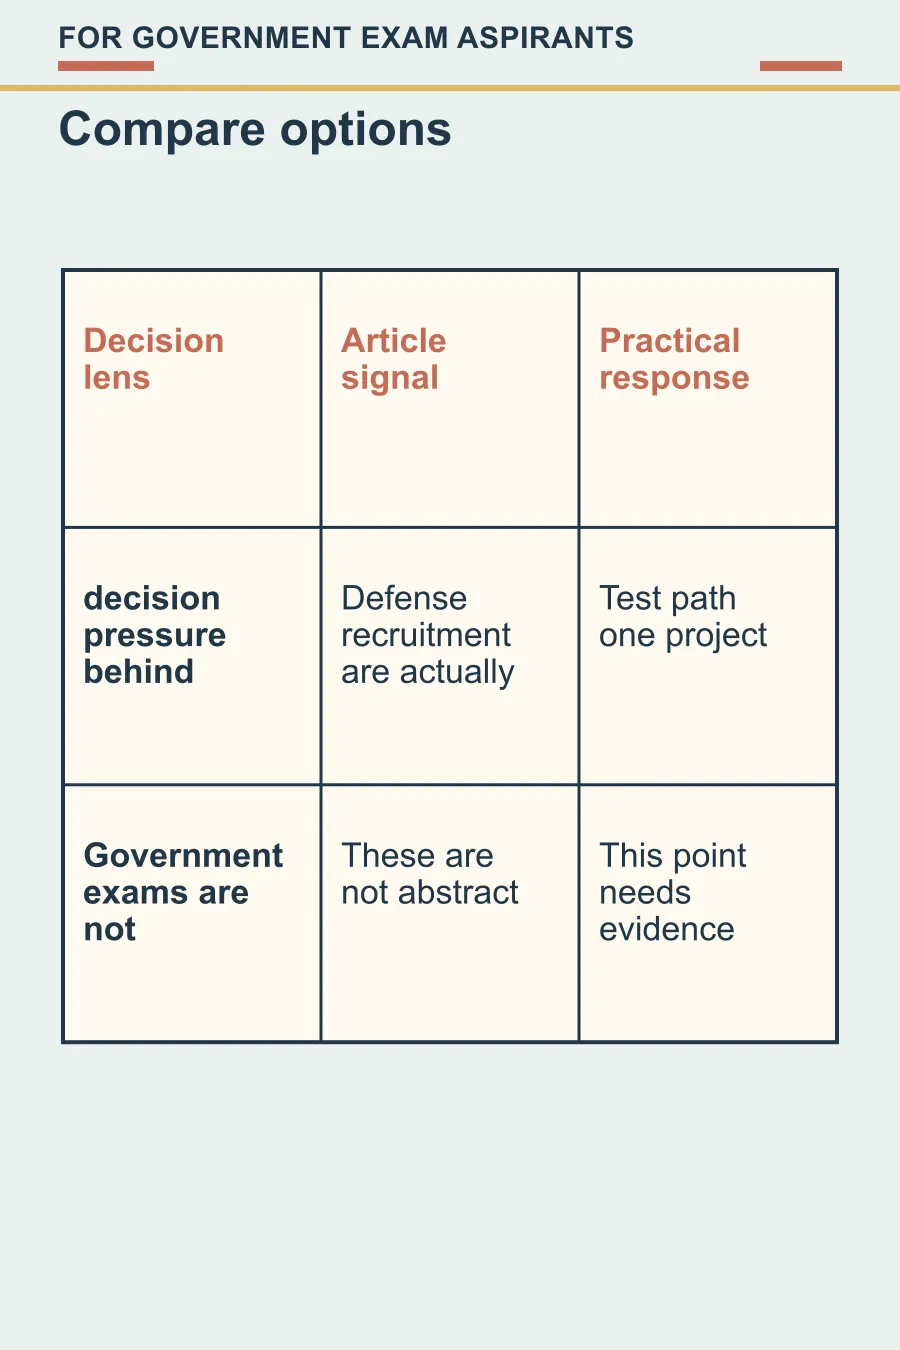 FOR GOVERNMENT EXAM ASPIRANTS
Compare options
Decision
lens
Article
signal
Practical
response
decision
pressure
behind
Defense
recruitment
are actually
Test path
one project
Government
exams are
not
These are
not abstract
This point
needs
evidence